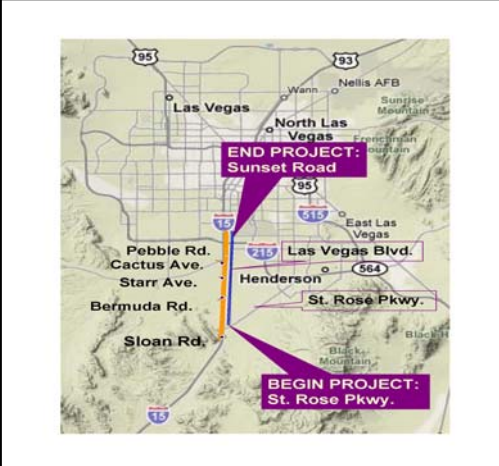 95
93
Nellis AFB
Wann
Las Vegas
Sunrise
Mountain
North Las
Vegas
Frenchman
Mountain
END PROJECT:
Sunset Road
95
15
515
East Las
Vegas
Pebble Rd.
215
Las Vegas Blvd.
Cactus Ave.
564
Starr Ave.
Henderson
Bermuda Rd.
St. Rose Pkwy.
Sloan Rd.
Black
Mountain
Black H
BEGIN PROJECT:
St. Rose Pkwy.
15